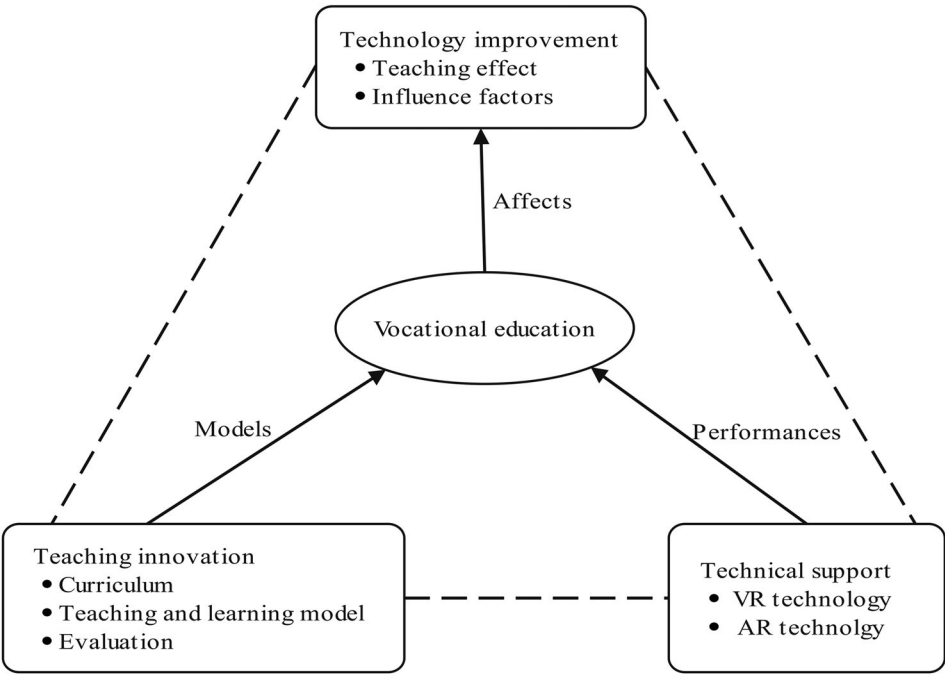 Technology improvement
• Teaching effect
• Influence factors
Affects
Vocational education
Models
Performances
Teaching innovation
• Curriculum
• Teaching and learning model
• Evaluation
Technical support
• VR technology
• AR technolgy